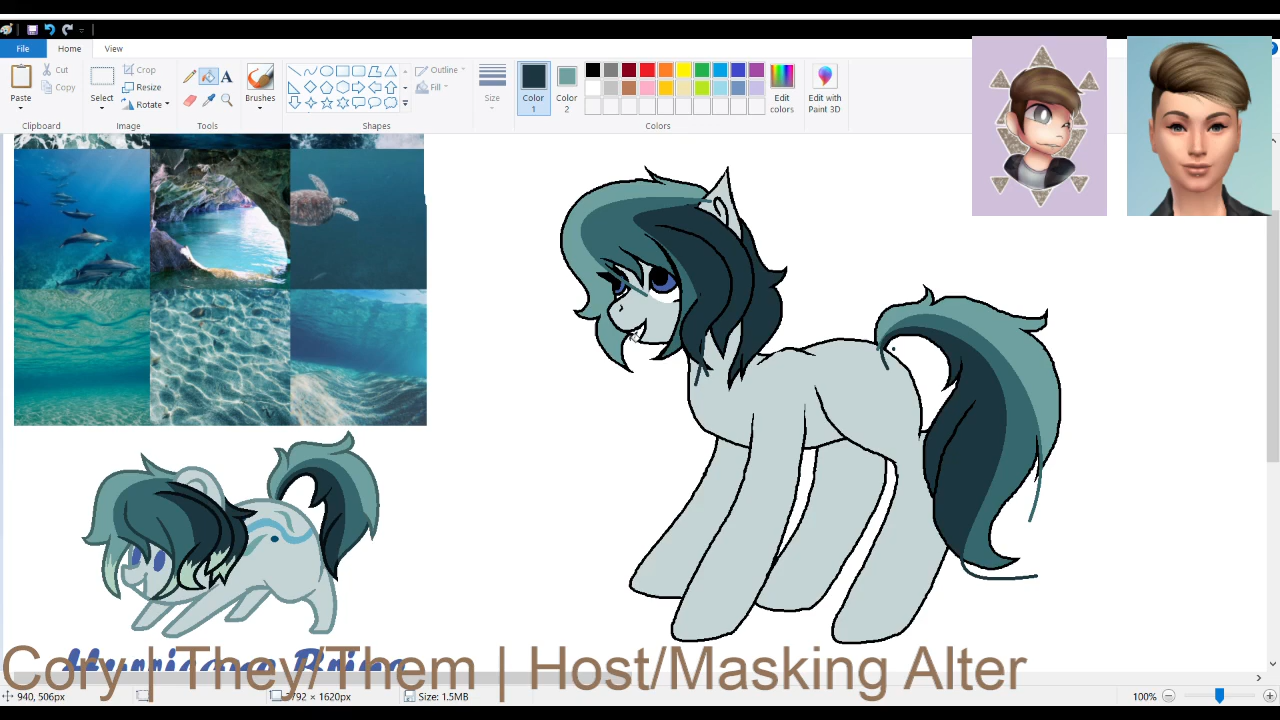 File Home View
Cut
Copy
Paste
Clipboard
Crop
Resize
Rotate
Select
Image
Tools
Brushes
Shapes
Outline
Fill
Size
Color 1
Color 2
Colors
Edit colors
Edit with Paint 3D
Cory | They/Them | Host/Masking Alter
940, 506px
Size: 1.5MB
100%